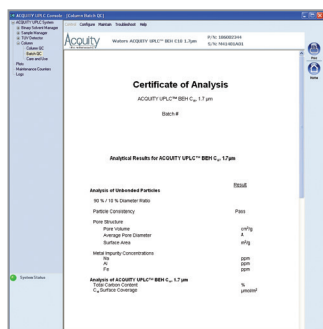 ACQUITY UPLC Console - [Column Batch QC]
ACQUITY UPLC System
Binary Solvent Manager
Sample Manager
TUV Detector
Column
Column QC
Batch QC
Care and Use
Plots
Maintenance Counters
Logs
System Status
Configure Maintain Troubleshoot Help
Acquity
Waters ACQUITY UPLC™ BEH C18 1.7µm
Print
Certificate of Analysis
ACQUITY UPLC™ BEH C₁₈ 1.7 µm
Batch #
Analytical Results for ACQUITY UPLC™ BEH C₁₈ 1.7µm
Result
Analysis of Unbonded Particles
90 % / 10 % Diameter Ratio
Particle Consistency Pass
Pore Structure
Pore Volume cm³/g
Average Pore Diameter Å
Surface Area m²/g
Metal Impurity Concentrations
Na ppm
Al ppm
Fe ppm
Analysis of ACQUITY UPLC™ BEH C₁₈ 1.7 µm
Total Carbon Content %
C₁₈ Surface Coverage µmol/m²